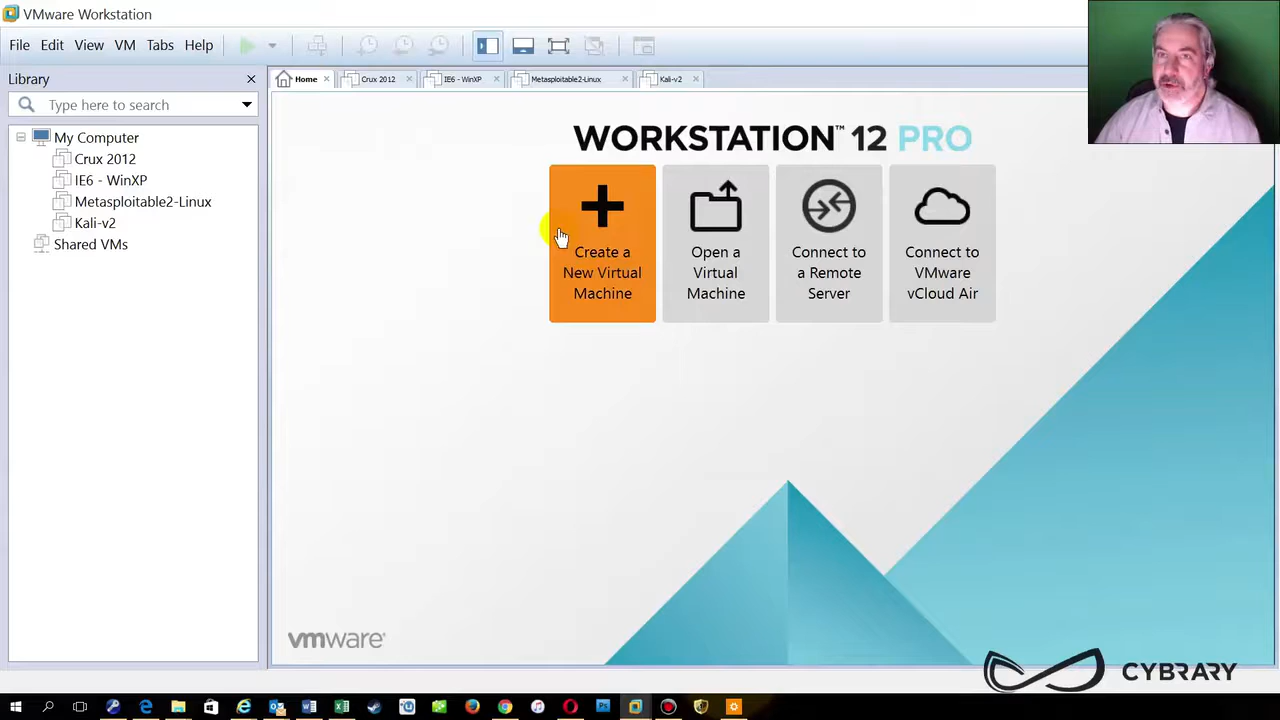 VMware Workstation
File Edit View VM Tabs Help
Library
Home Crux 2012 IE6 - WinXP Metasploitable2-Linux Kali-v2
Type here to search
My Computer
Crux 2012
IE6 - WinXP
Metasploitable2-Linux
Kali-v2
Shared VMs
WORKSTATION™ 12 PRO
Create a
New Virtual
Machine
Open a
Virtual
Machine
Connect to
a Remote
Server
Connect to
VMware
vCloud Air
vmware®
CYBRARY